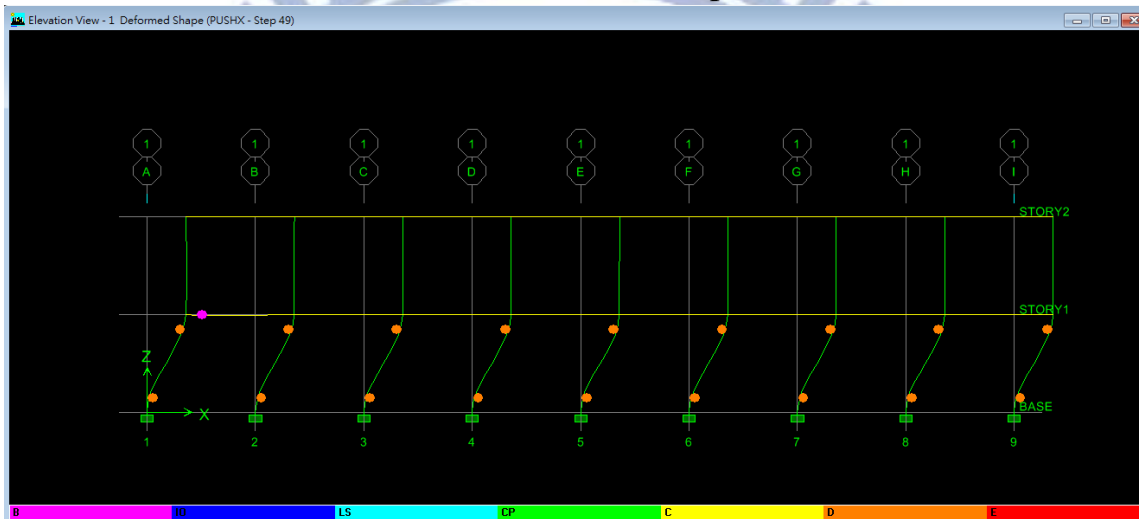 Elevation View - 1 Deformed Shape (PUSHX - Step 49)
1 1 1 1 1 1 1 1 1
A B C D E F G H I
STORY2
STORY1
Z
X
BASE
1 2 3 4 5 6 7 8 9
B IO LS CP C D E